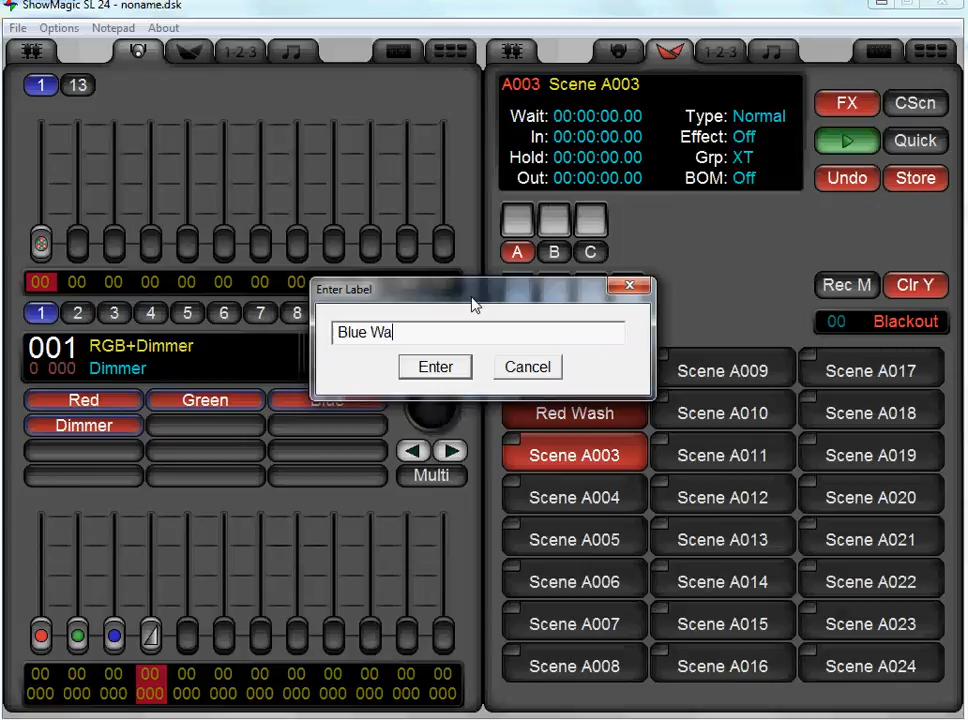 ShowMagic SL 24 - noname.dsk
File Options Notepad About
1-2-3 1-2-3
1 13
A003 Scene A003
Wait: 00:00:00.00 Type: Normal
In: 00:00:00.00 Effect: Off
Hold: 00:00:00.00 Grp: XT
Out: 00:00:00.00 BOM: Off
FX CScn
Quick
Undo Store
A B C
00 00 00 00 00 00 00 00
Rec M Clr Y
00 Blackout
1 2 3 4 5 6 7 8
001 RGB+Dimmer
0 000 Dimmer
Enter Label
Blue Wa
Enter Cancel
Red Green Blue
Dimmer
Multi
Scene A009 Scene A017
Red Wash Scene A010 Scene A018
Scene A003 Scene A011 Scene A019
Scene A004 Scene A012 Scene A020
Scene A005 Scene A013 Scene A021
Scene A006 Scene A014 Scene A022
Scene A007 Scene A015 Scene A023
Scene A008 Scene A016 Scene A024
00 00 00 00 00 00 00 00 00 00 00 00
000 000 000 000 000 000 000 000 000 000 000 000